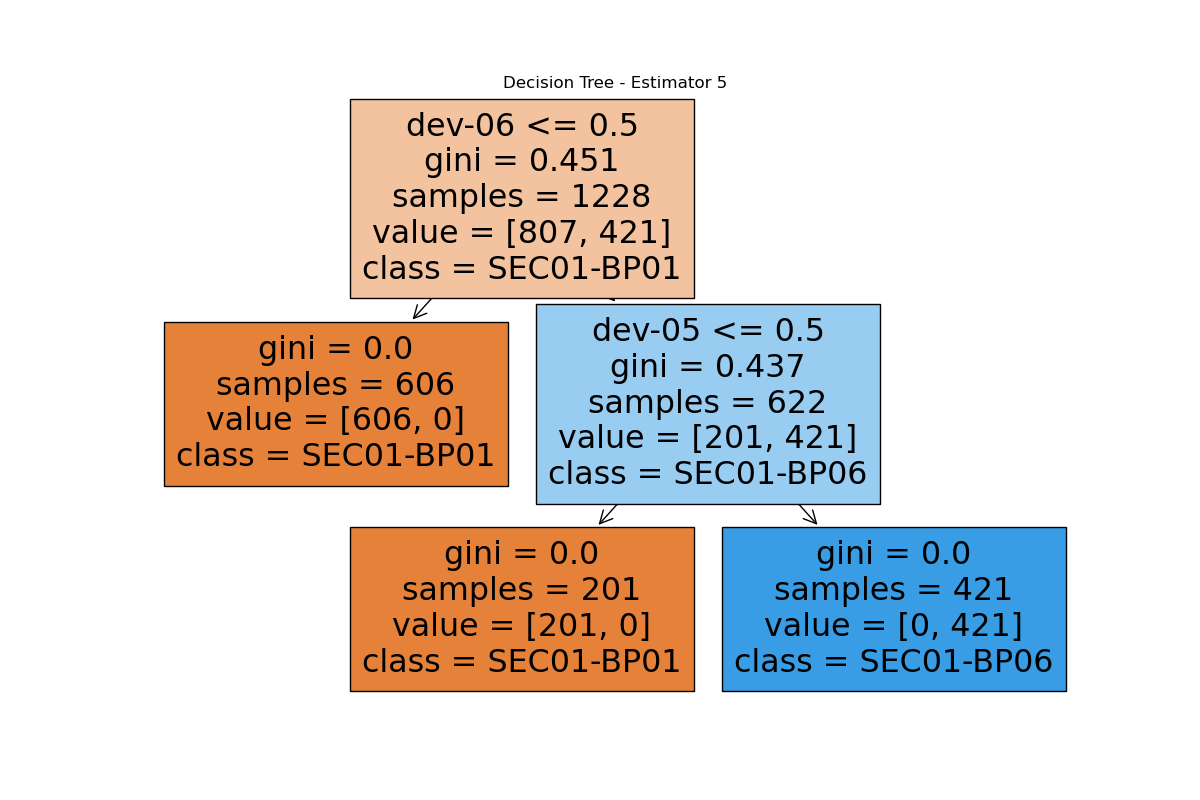 Decision Tree - Estimator 5
dev-06 <= 0.5
gini = 0.451
samples = 1228
value = [807, 421]
class = SEC01-BP01
gini = 0.0
samples = 606
value = [606, 0]
class = SEC01-BP01
dev-05 <= 0.5
gini = 0.437
samples = 622
value = [201, 421]
class = SEC01-BP06
gini = 0.0
samples = 201
value = [201, 0]
class = SEC01-BP01
gini = 0.0
samples = 421
value = [0, 421]
class = SEC01-BP06